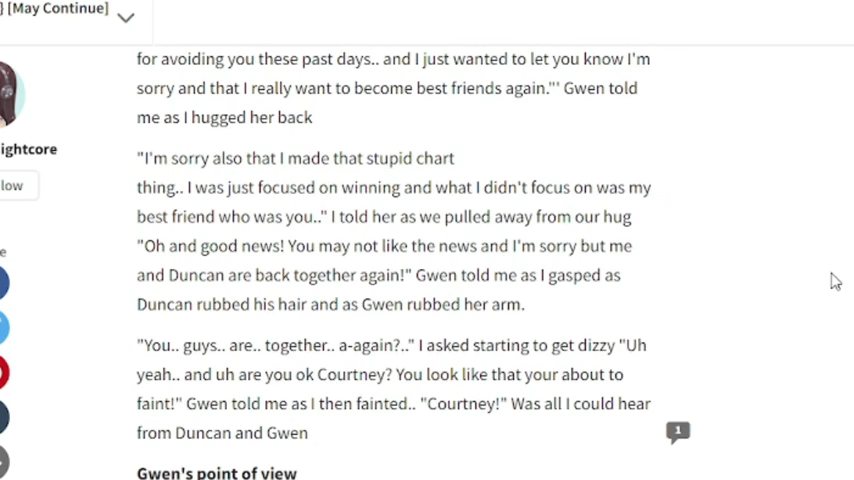 } [May Continue]
for avoiding you these past days.. and I just wanted to let you know I'm
sorry and that I really want to become best friends again."' Gwen told
me as I hugged her back
ightcore
"I'm sorry also that I made that stupid chart
thing.. I was just focused on winning and what I didn't focus on was my
low
best friend who was you.." I told her as we pulled away from our hug
"Oh and good news! You may not like the news and I'm sorry but me
e
and Duncan are back together again!" Gwen told me as I gasped as
Duncan rubbed his hair and as Gwen rubbed her arm.
"You.. guys.. are.. together.. a-again?.." I asked starting to get dizzy "Uh
yeah.. and uh are you ok Courtney? You look like that your about to
faint!" Gwen told me as I then fainted.. "Courtney!" Was all I could hear
from Duncan and Gwen
1
Gwen's point of view